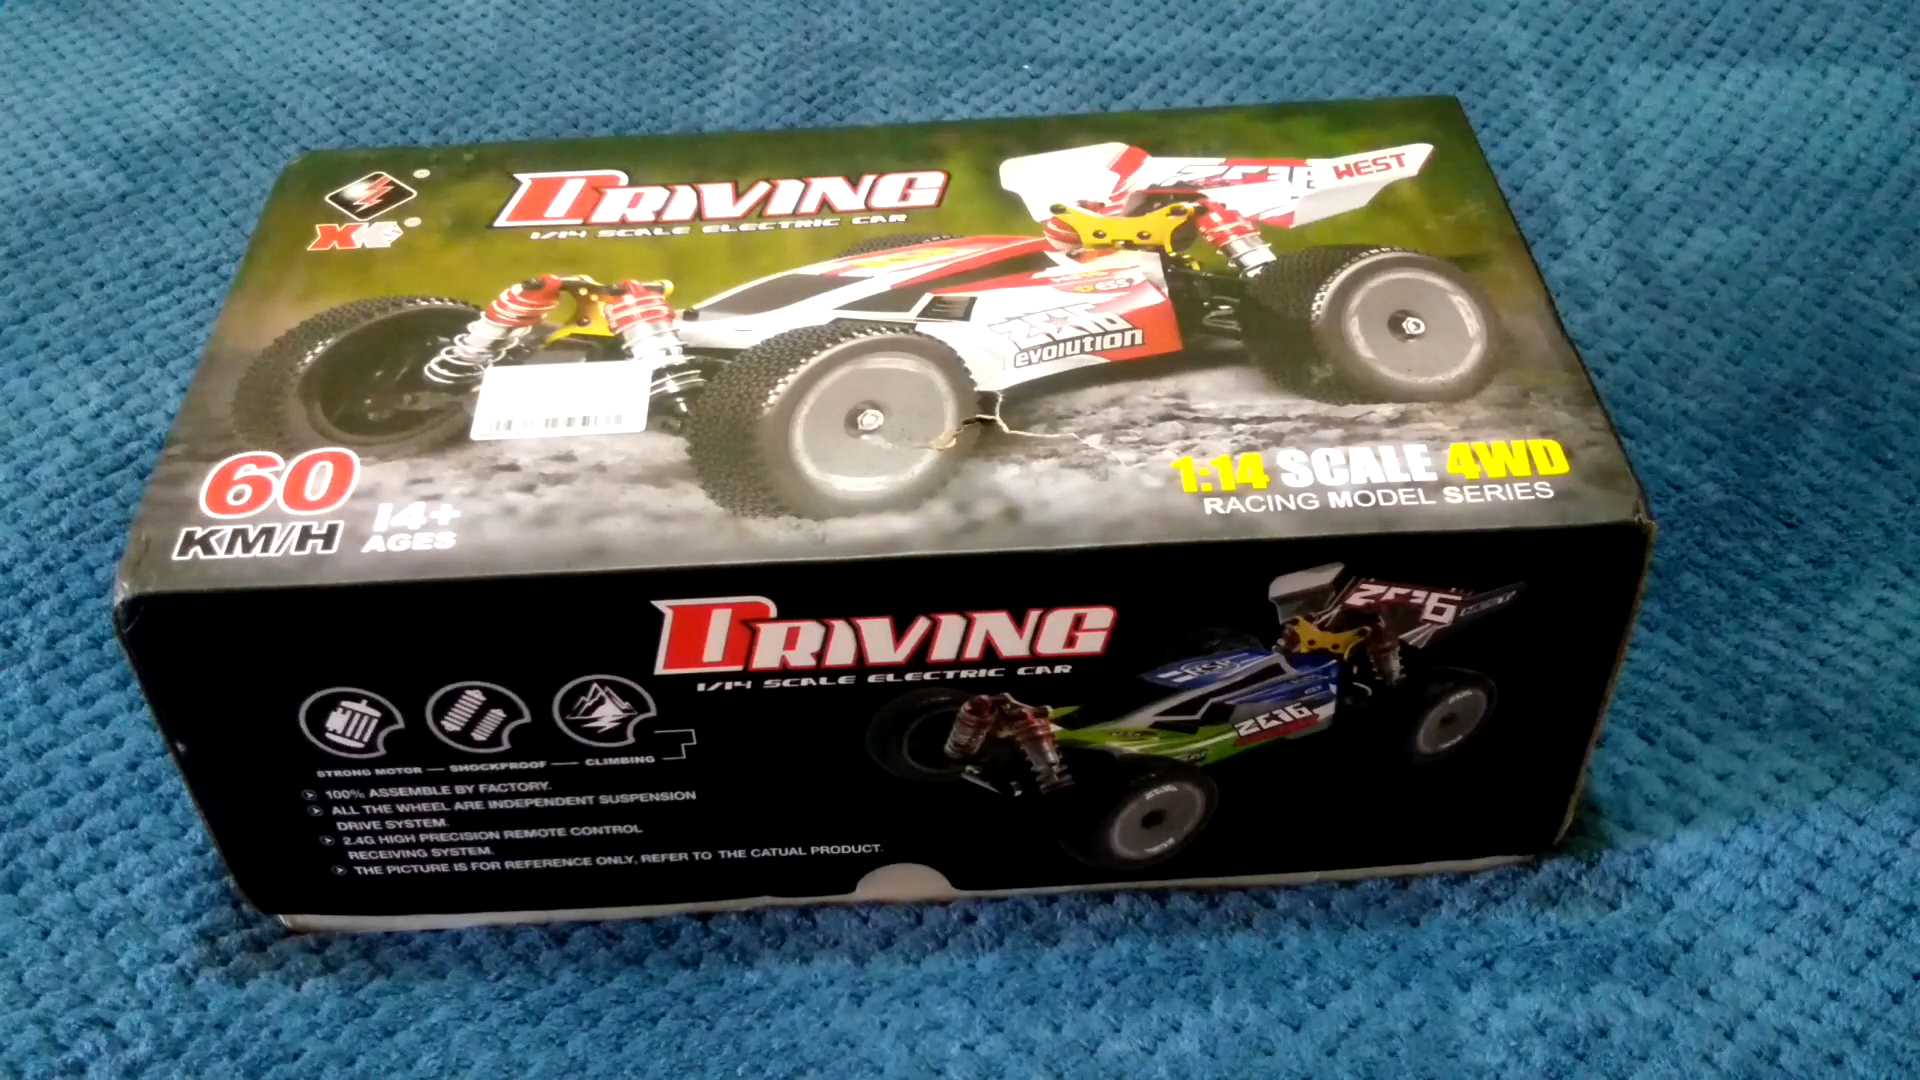 XK
DRIVING
1/14 SCALE ELECTRIC CAR
WEST
evolution
60
KM/H
14+
AGES
1:14 SCALE 4WD
RACING MODEL SERIES
DRIVING
1/14 SCALE ELECTRIC CAR
STRONG MOTOR — SHOCKPROOF — CLIMBING
100% ASSEMBLE BY FACTORY.
ALL THE WHEEL ARE INDEPENDENT SUSPENSION
DRIVE SYSTEM.
2.4G HIGH PRECISION REMOTE CONTROL
RECEIVING SYSTEM.
THE PICTURE IS FOR REFERENCE ONLY, REFER TO THE CATUAL PRODUCT.